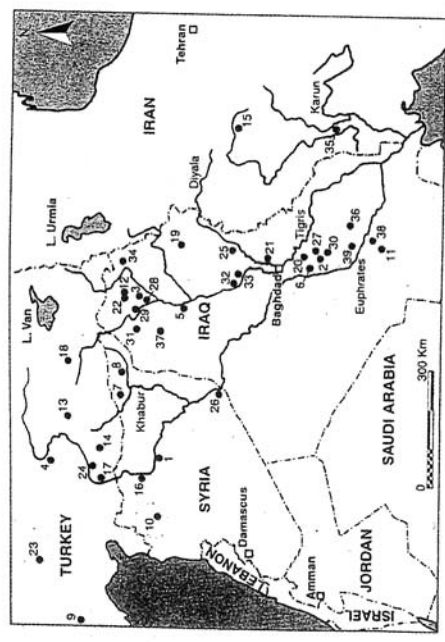 N
23
L. Van
4
L. Urmia
TURKEY
13
18
9
24
14
17
7
8
22
12
34
Tehran
16
Khabur
31
29
3
28
IRAN
10
1
37
5
19
SYRIA
IRAQ
Diyala
26
32
33
25
15
Damascus
LEBANON
Baghdad
21
Tigris
6
20
27
2
30
Karun
35
Amman
Euphrates
39
36
JORDAN
SAUDI ARABIA
11
38
ISRAEL
0
300 Km